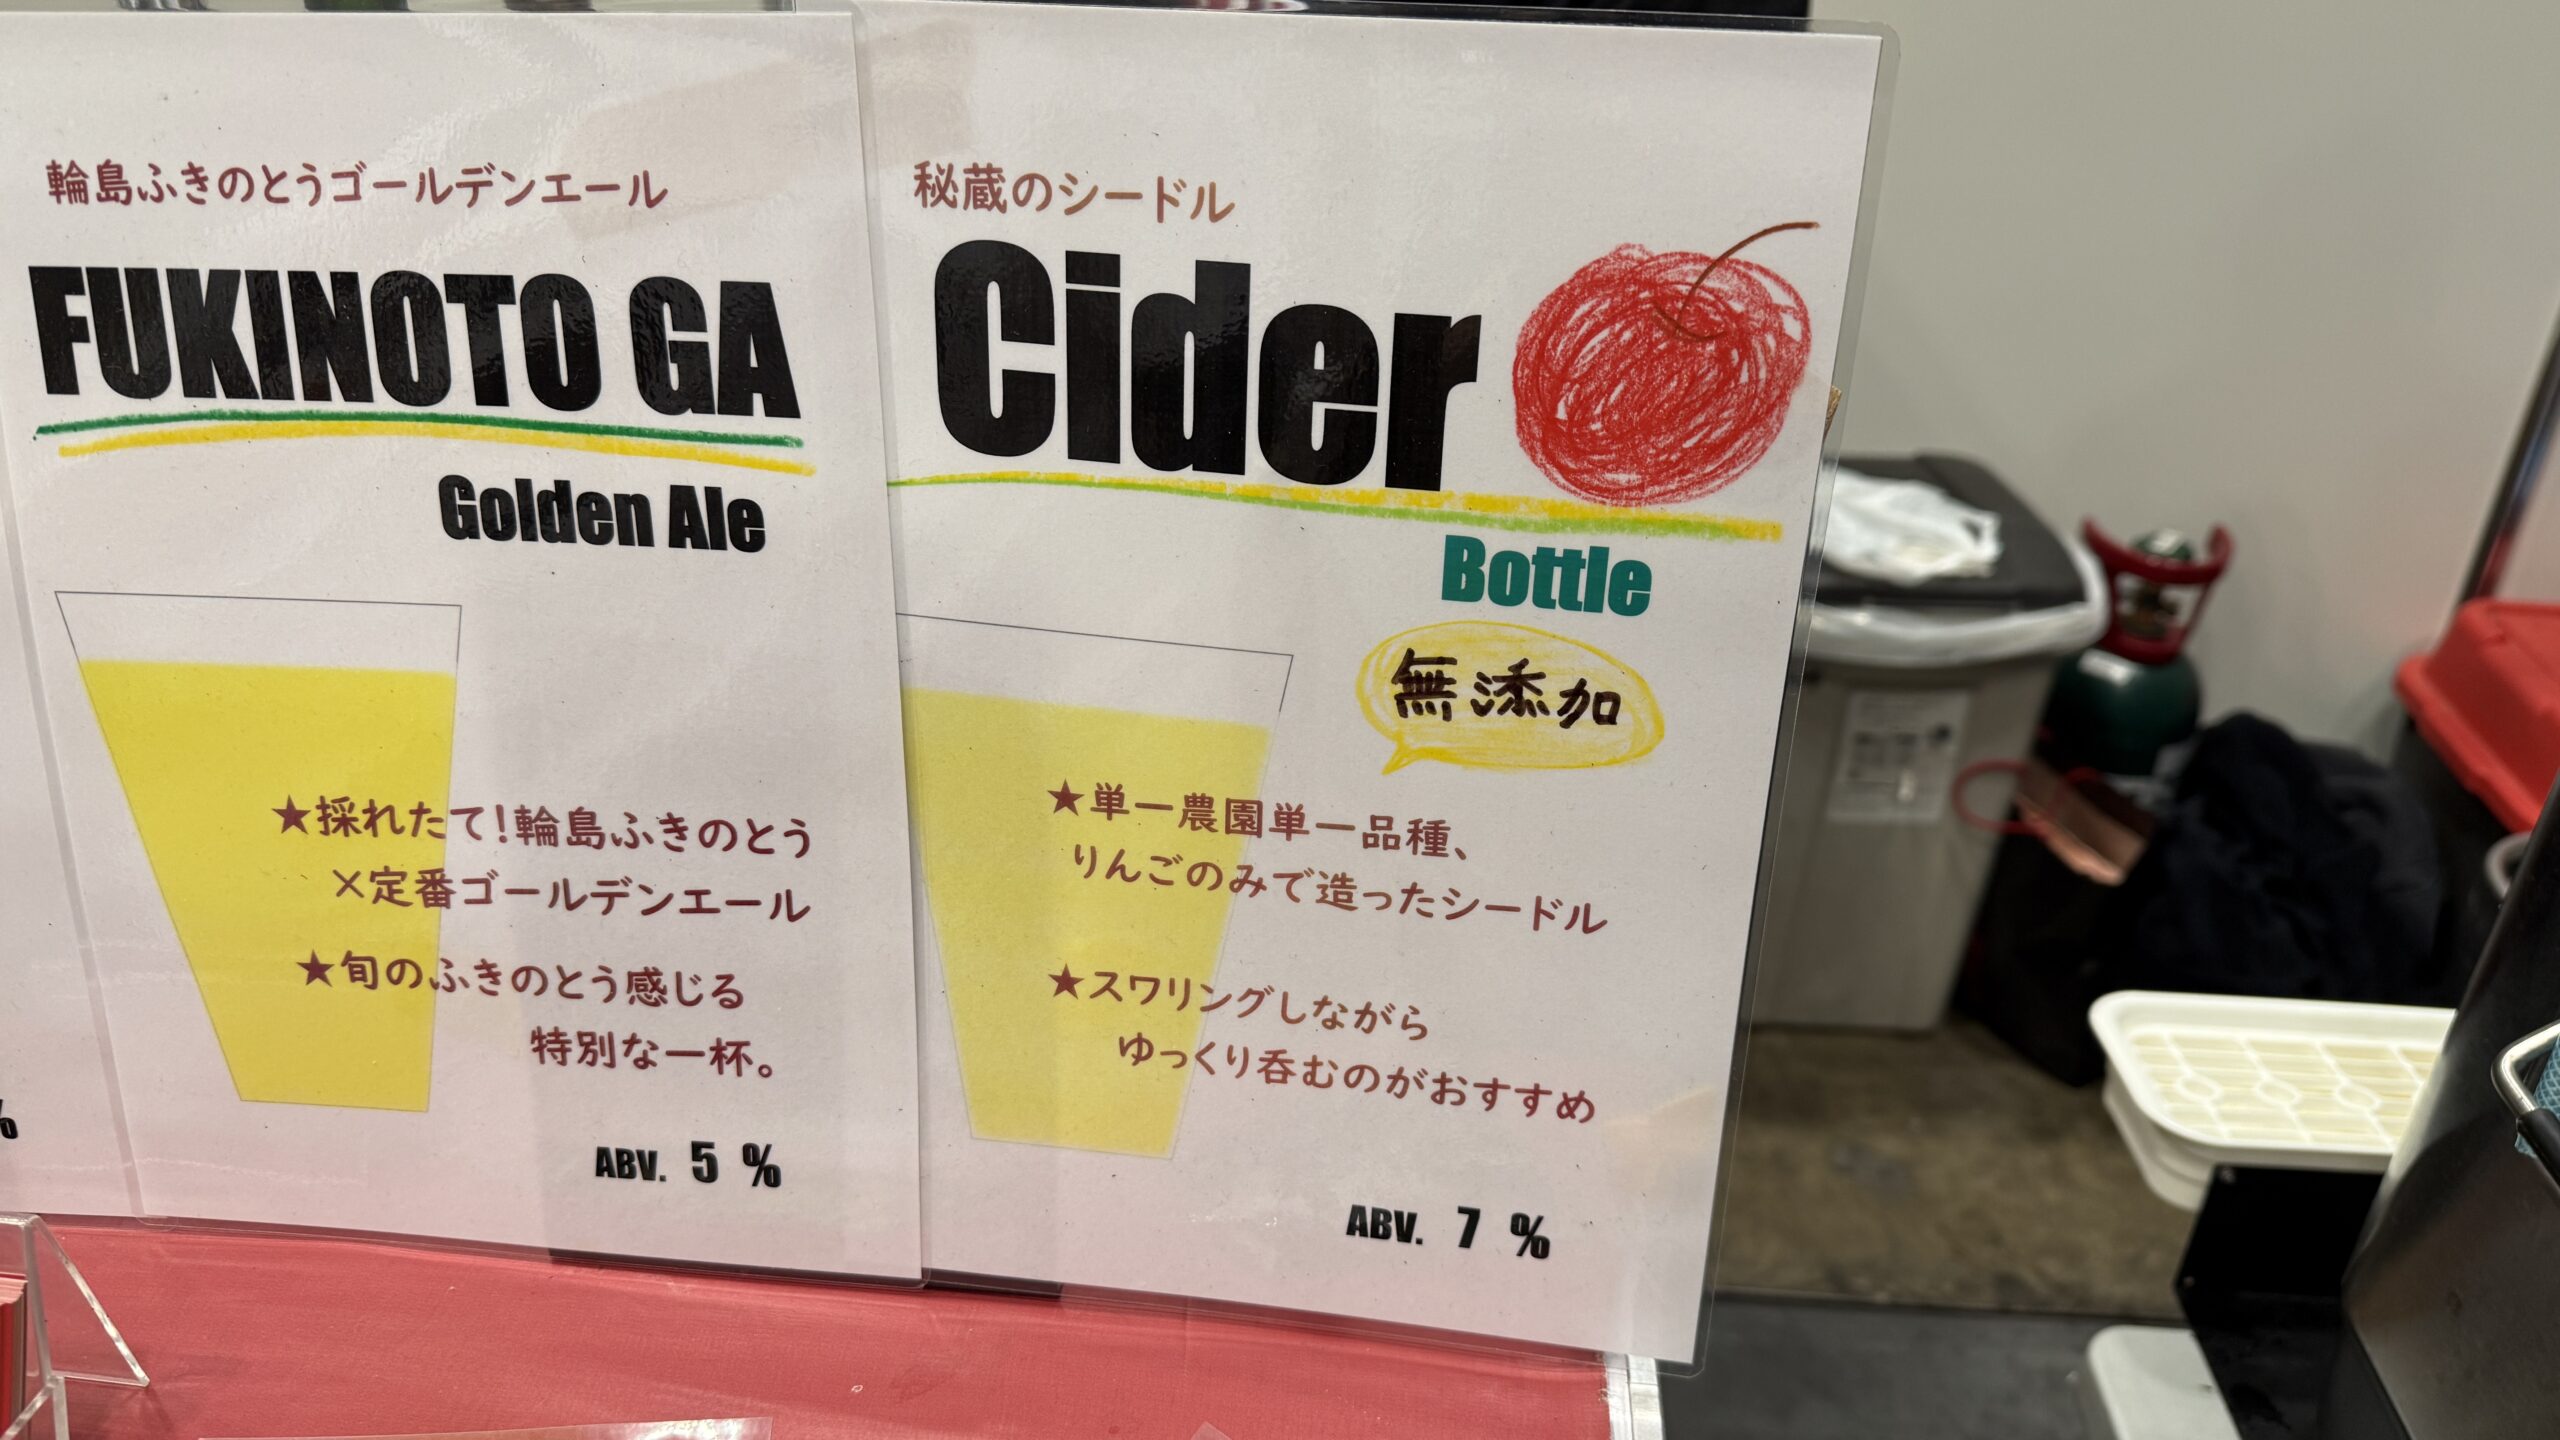 輪島ふきのとうゴールデンエール
FUKINOTO GA
Golden Ale
★採れたて!輪島ふきのとう
×定番ゴールデンエール
★旬のふきのとう感じる
特別な一杯。
ABV. 5 %
秘蔵のシードル
Cider
Bottle
無添加
★単一農園単一品種、
りんごのみで造ったシードル
★スワリングしながら
ゆっくり呑むのがおすすめ
ABV. 7 %
%